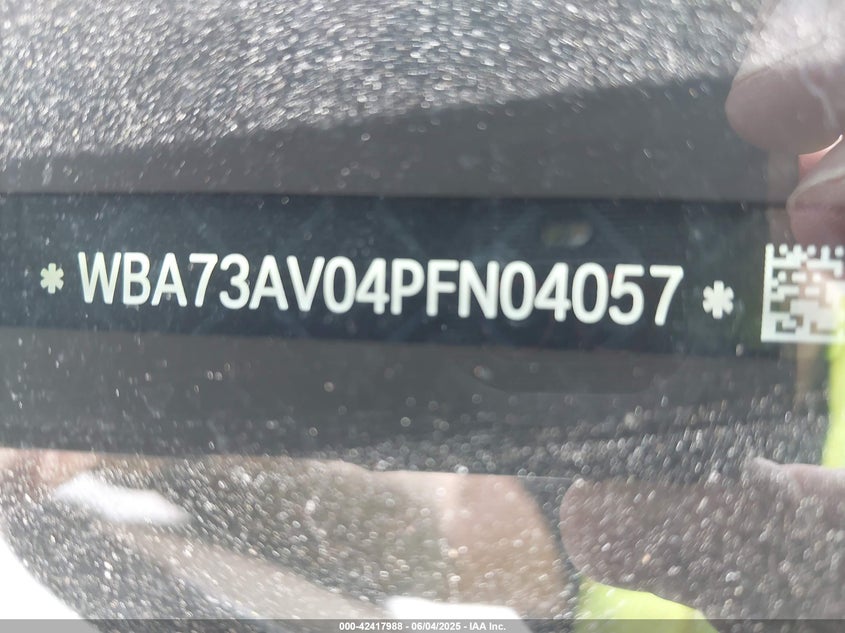 * WBA73AV04PFN04057 *
000-42417988 - 06/04/2025 - IAA Inc.